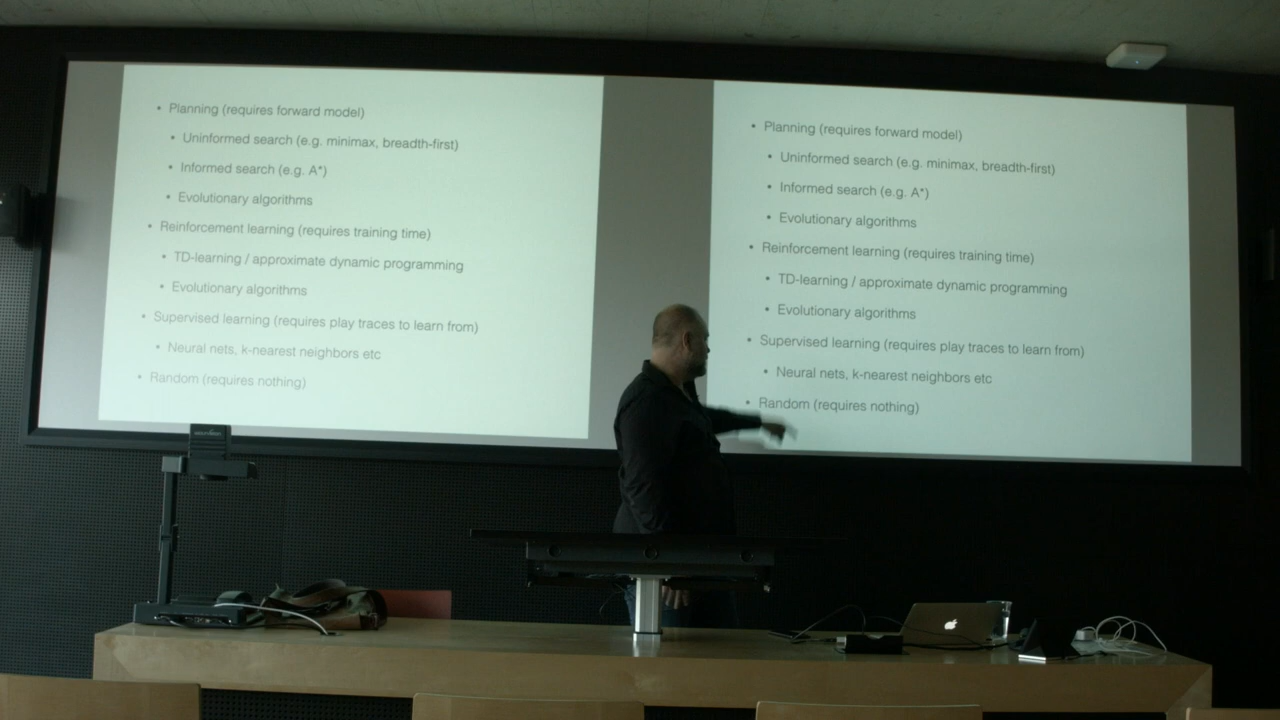 • Planning (requires forward model)
• Uninformed search (e.g. minimax, breadth-first)
• Informed search (e.g. A*)
• Evolutionary algorithms
• Reinforcement learning (requires training time)
• TD-learning / approximate dynamic programming
• Evolutionary algorithms
• Supervised learning (requires play traces to learn from)
• Neural nets, k-nearest neighbors etc
• Random (requires nothing)
• Planning (requires forward model)
• Uninformed search (e.g. minimax, breadth-first)
• Informed search (e.g. A*)
• Evolutionary algorithms
• Reinforcement learning (requires training time)
• TD-learning / approximate dynamic programming
• Evolutionary algorithms
• Supervised learning (requires play traces to learn from)
• Neural nets, k-nearest neighbors etc
• Random (requires nothing)